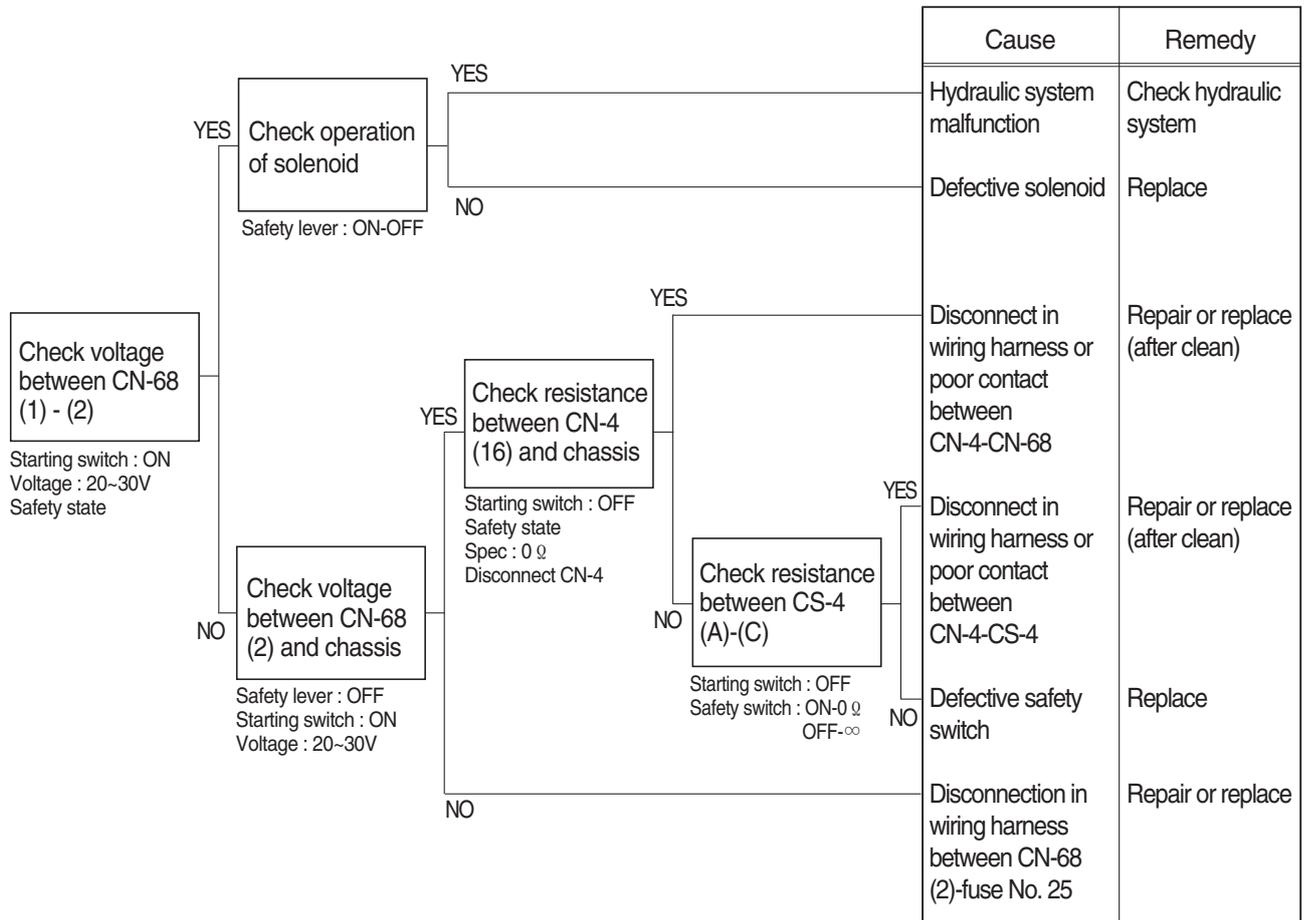 Cause
Remedy
YES
Hydraulic system
malfunction
Check hydraulic
system
YES
Check operation
of solenoid
Defective solenoid
Replace
NO
Safety lever : ON-OFF
YES
Disconnect in
wiring harness or
poor contact
between
CN-4-CN-68
Repair or replace
(after clean)
Check voltage
between CN-68
(1) - (2)
Starting switch : ON
Voltage : 20~30V
Safety state
YES
Check resistance
between CN-4
(16) and chassis
Starting switch : OFF
Safety state
Spec : 0 Ω
Disconnect CN-4
YES
Disconnect in
wiring harness or
poor contact
between
CN-4-CS-4
Repair or replace
(after clean)
NO
Check voltage
between CN-68
(2) and chassis
Safety lever : OFF
Starting switch : ON
Voltage : 20~30V
NO
Check resistance
between CS-4
(A)-(C)
Starting switch : OFF
Safety switch : ON-0 Ω
OFF-∞
NO
Defective safety
switch
Replace
NO
Disconnection in
wiring harness
between CN-68
(2)-fuse No. 25
Repair or replace